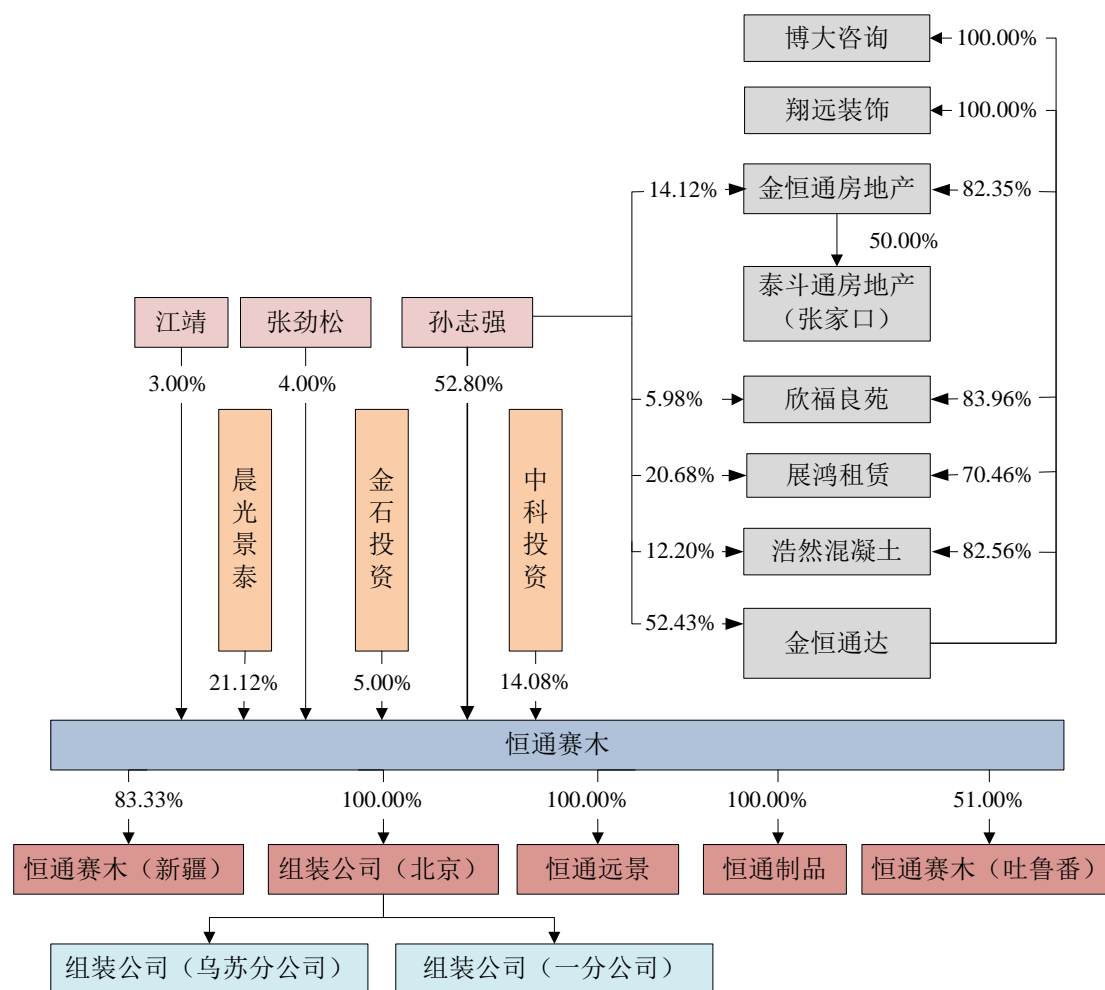 博大咨询
100.00%
翔远装饰
100.00%
14.12%
金恒通房地产
82.35%
50.00%
泰斗通房地产
（张家口）
江靖
张劲松
孙志强
3.00%
4.00%
52.80%
5.98%
欣福良苑
83.96%
20.68%
展鸿租赁
70.46%
12.20%
浩然混凝土
82.56%
52.43%
金恒通达
晨光景泰
金石投资
中科投资
21.12%
5.00%
14.08%
恒通赛木
83.33%
100.00%
100.00%
100.00%
51.00%
恒通赛木（新疆）
组装公司（北京）
恒通远景
恒通制品
恒通赛木（吐鲁番）
组装公司（乌苏分公司）
组装公司（一分公司）